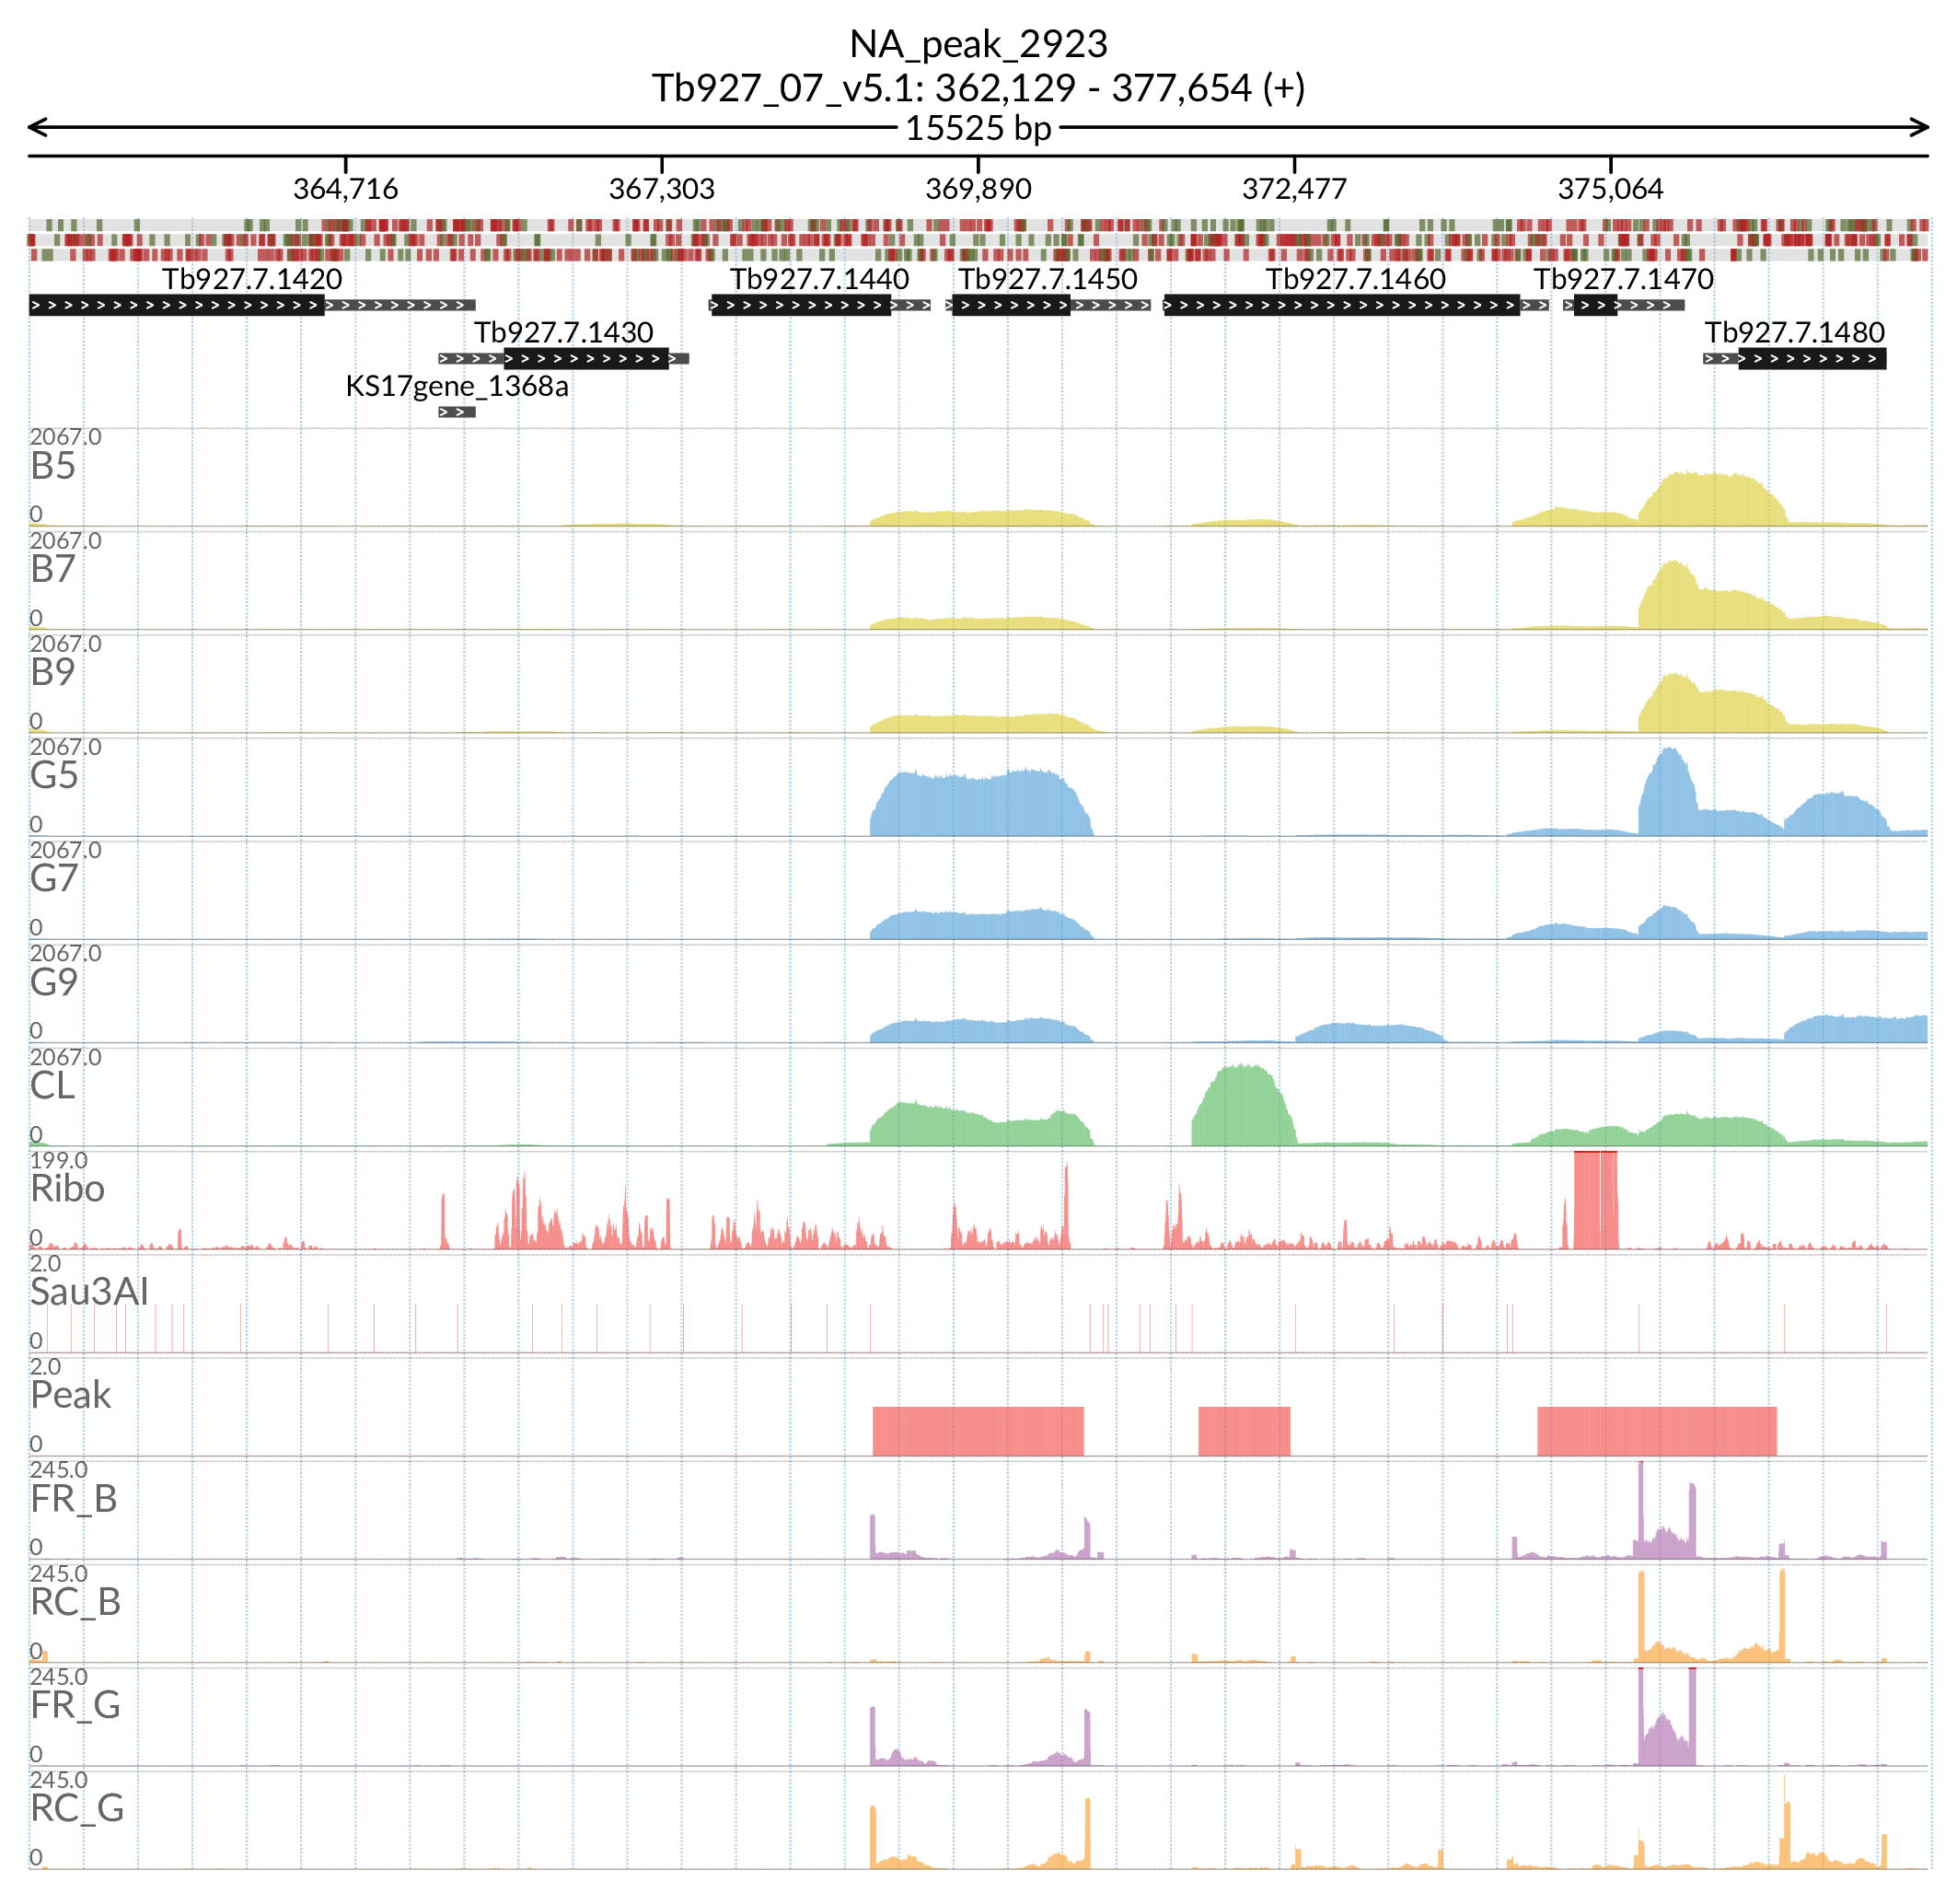 NA_peak_2923
Tb927_07_v5.1: 362,129 - 377,654 (+)
15525 bp
364,716 367,303 369,890 372,477 375,064
Tb927.7.1420 Tb927.7.1440 Tb927.7.1450 Tb927.7.1460 Tb927.7.1470
Tb927.7.1430 Tb927.7.1480
KS17gene_1368a
2067.0
B5
0
2067.0
B7
0
2067.0
B9
0
2067.0
G5
0
2067.0
G7
0
2067.0
G9
0
2067.0
CL
0
199.0
Ribo
0
2.0
Sau3AI
0
2.0
Peak
0
245.0
FR_B
0
245.0
RC_B
0
245.0
FR_G
0
245.0
RC_G
0